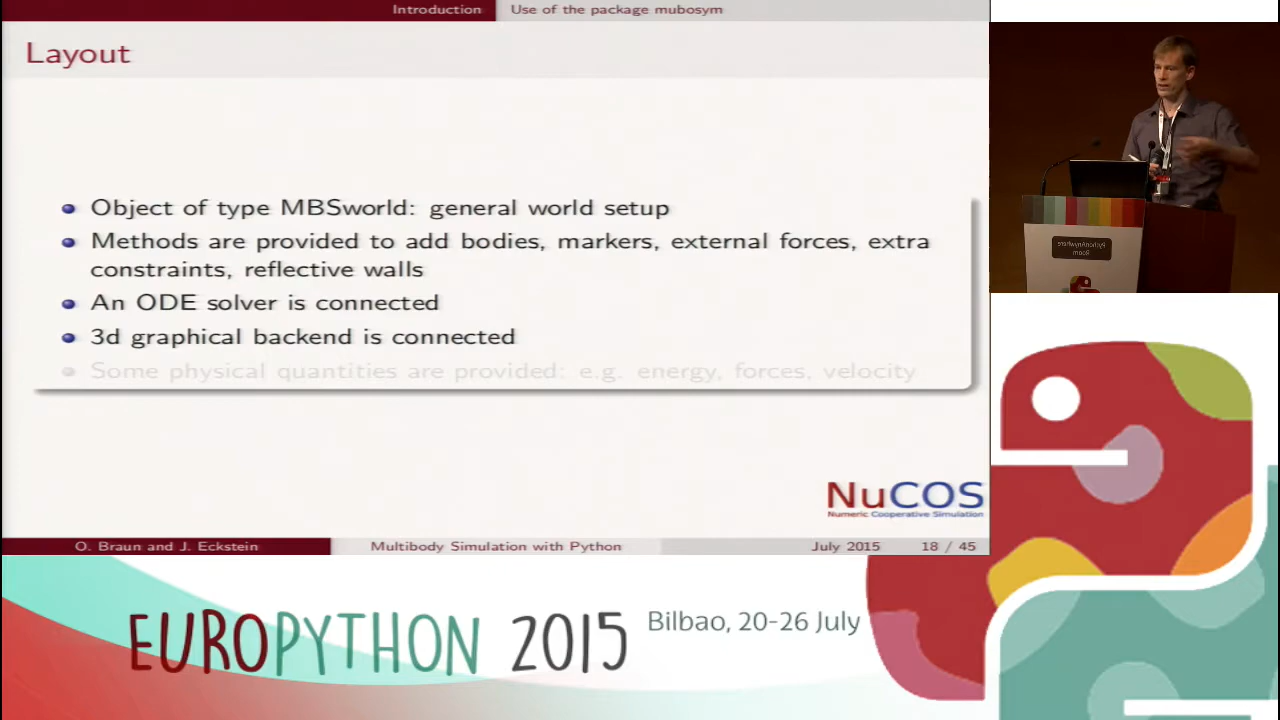 Introduction
Use of the package mubosym
Layout
Object of type MBSworld: general world setup
Methods are provided to add bodies, markers, external forces, extra
constraints, reflective walls
An ODE solver is connected
3d graphical backend is connected
Some physical quantities are provided: e.g. energy, forces, velocity
NuCOS
Numeric Cooperative Simulation
O. Braun and J. Eckstein
Multibody Simulation with Python
July 2015
18 / 45
PythonAnywhere
Room
EUROPYTHON 2015
Bilbao, 20-26 July